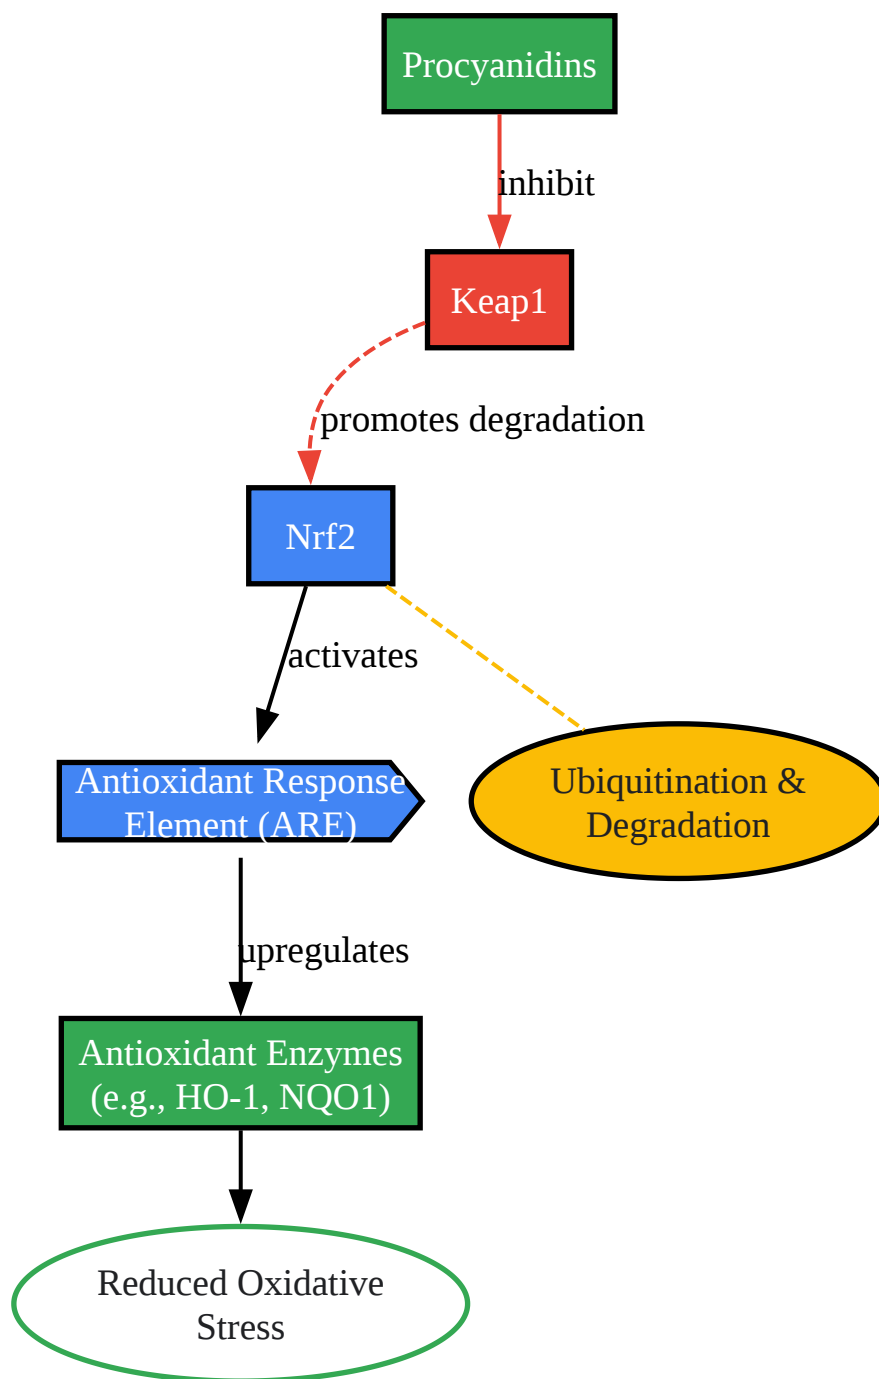 Procyanidins
inhibit
Keap1
promotes degradation
Nrf2
activates
Antioxidant Response
Element (ARE)
Ubiquitination &
Degradation
upregulates
Antioxidant Enzymes
(e.g., HO-1, NQO1)
Reduced Oxidative
Stress